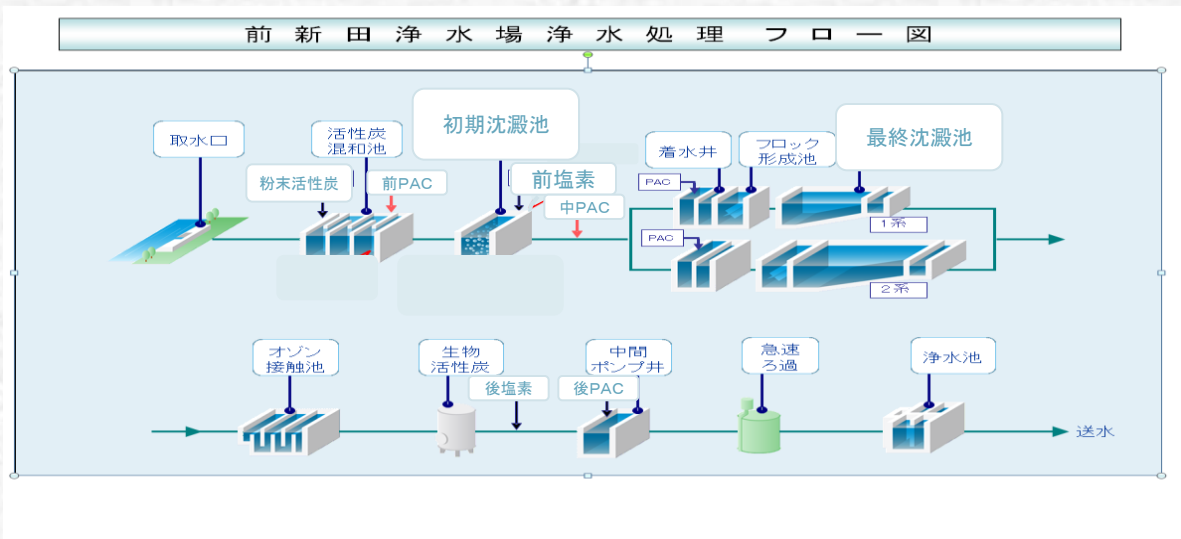 前新田浄水場浄水処理 フロー図
取水口
活性炭
混和池
初期沈澱池
着水井
フロック
形成池
最終沈澱池
粉末活性炭
前PAC
前塩素
中PAC
PAC
1系
PAC
2系
オゾン
接触池
生物
活性炭
中間
ポンプ井
急速
ろ過
浄水池
後塩素
後PAC
送水